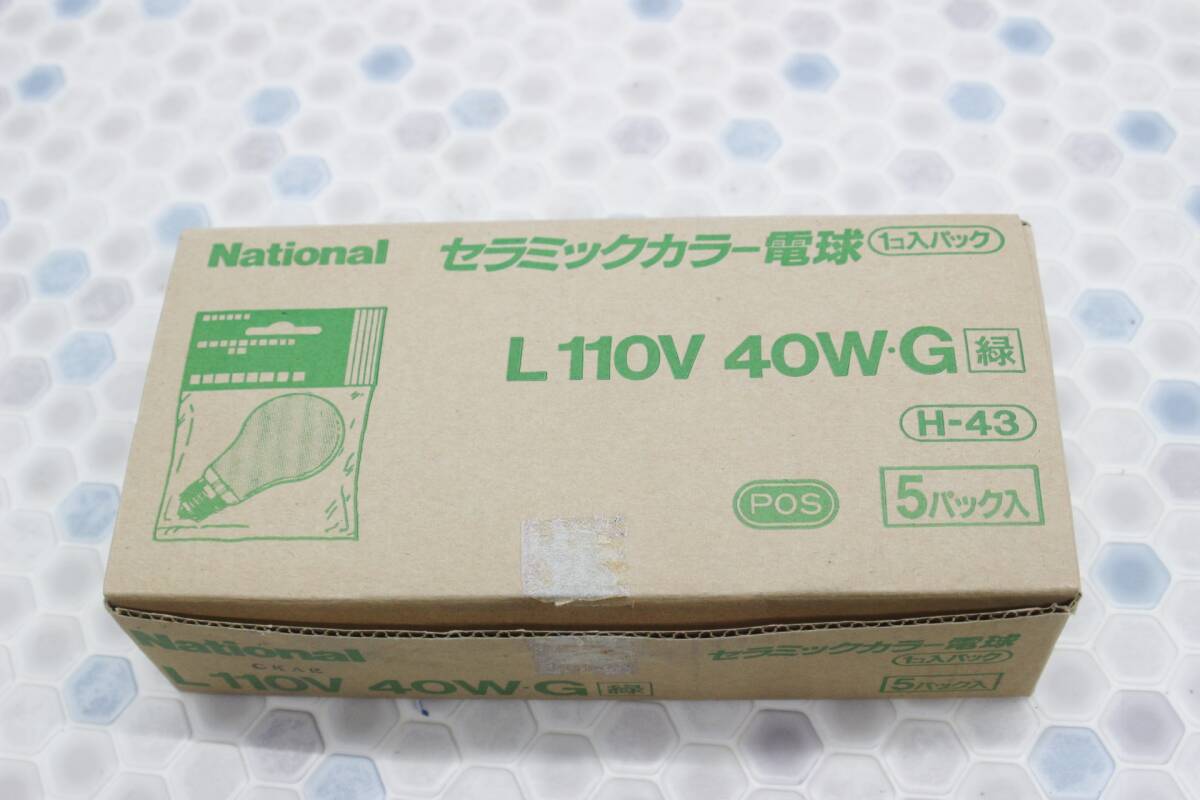 National セラミックカラー電球 1コ入パック
L 110V 40W·G 緑
H-43
POS 5パック入
National セラミックカラー電球
1コ入パック
L 110V 40W·G 緑 5パック入